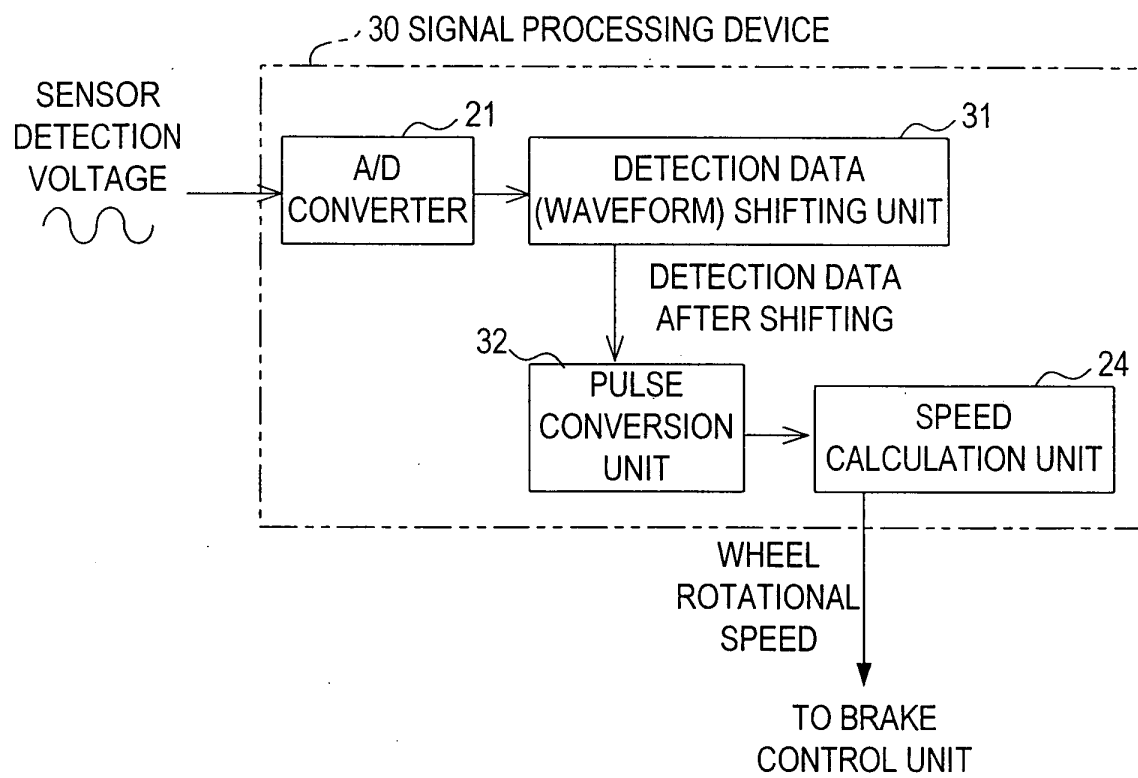 30 SIGNAL PROCESSING DEVICE
SENSOR
DETECTION
VOLTAGE
21
A/D
CONVERTER
31
DETECTION DATA
(WAVEFORM) SHIFTING UNIT
DETECTION DATA
AFTER SHIFTING
32
PULSE
CONVERSION
UNIT
24
SPEED
CALCULATION UNIT
WHEEL
ROTATIONAL
SPEED
TO BRAKE
CONTROL UNIT